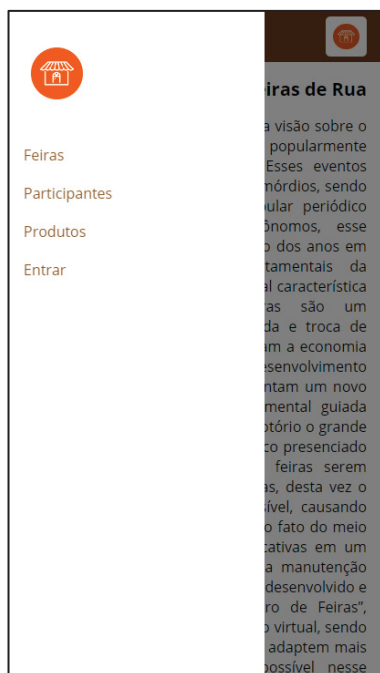 Feiras
Participantes
Produtos
Entrar
eiras de Rua
a visão sobre o
popularmente
Esses eventos
mórdios, sendo
ular periódico
ônomos, esse
o dos anos em
tamentais da
al característica
ras são um
da e troca de
am a economia
esenvolvimento
ntam um novo
mental guiada
otório o grande
co presenciado
feiras serem
as, desta vez o
sível, causando
o fato do meio
cativas em um
a manutenção
desenvolvido e
ro de Feiras”,
o virtual, sendo
adaptem mais
possível nesse